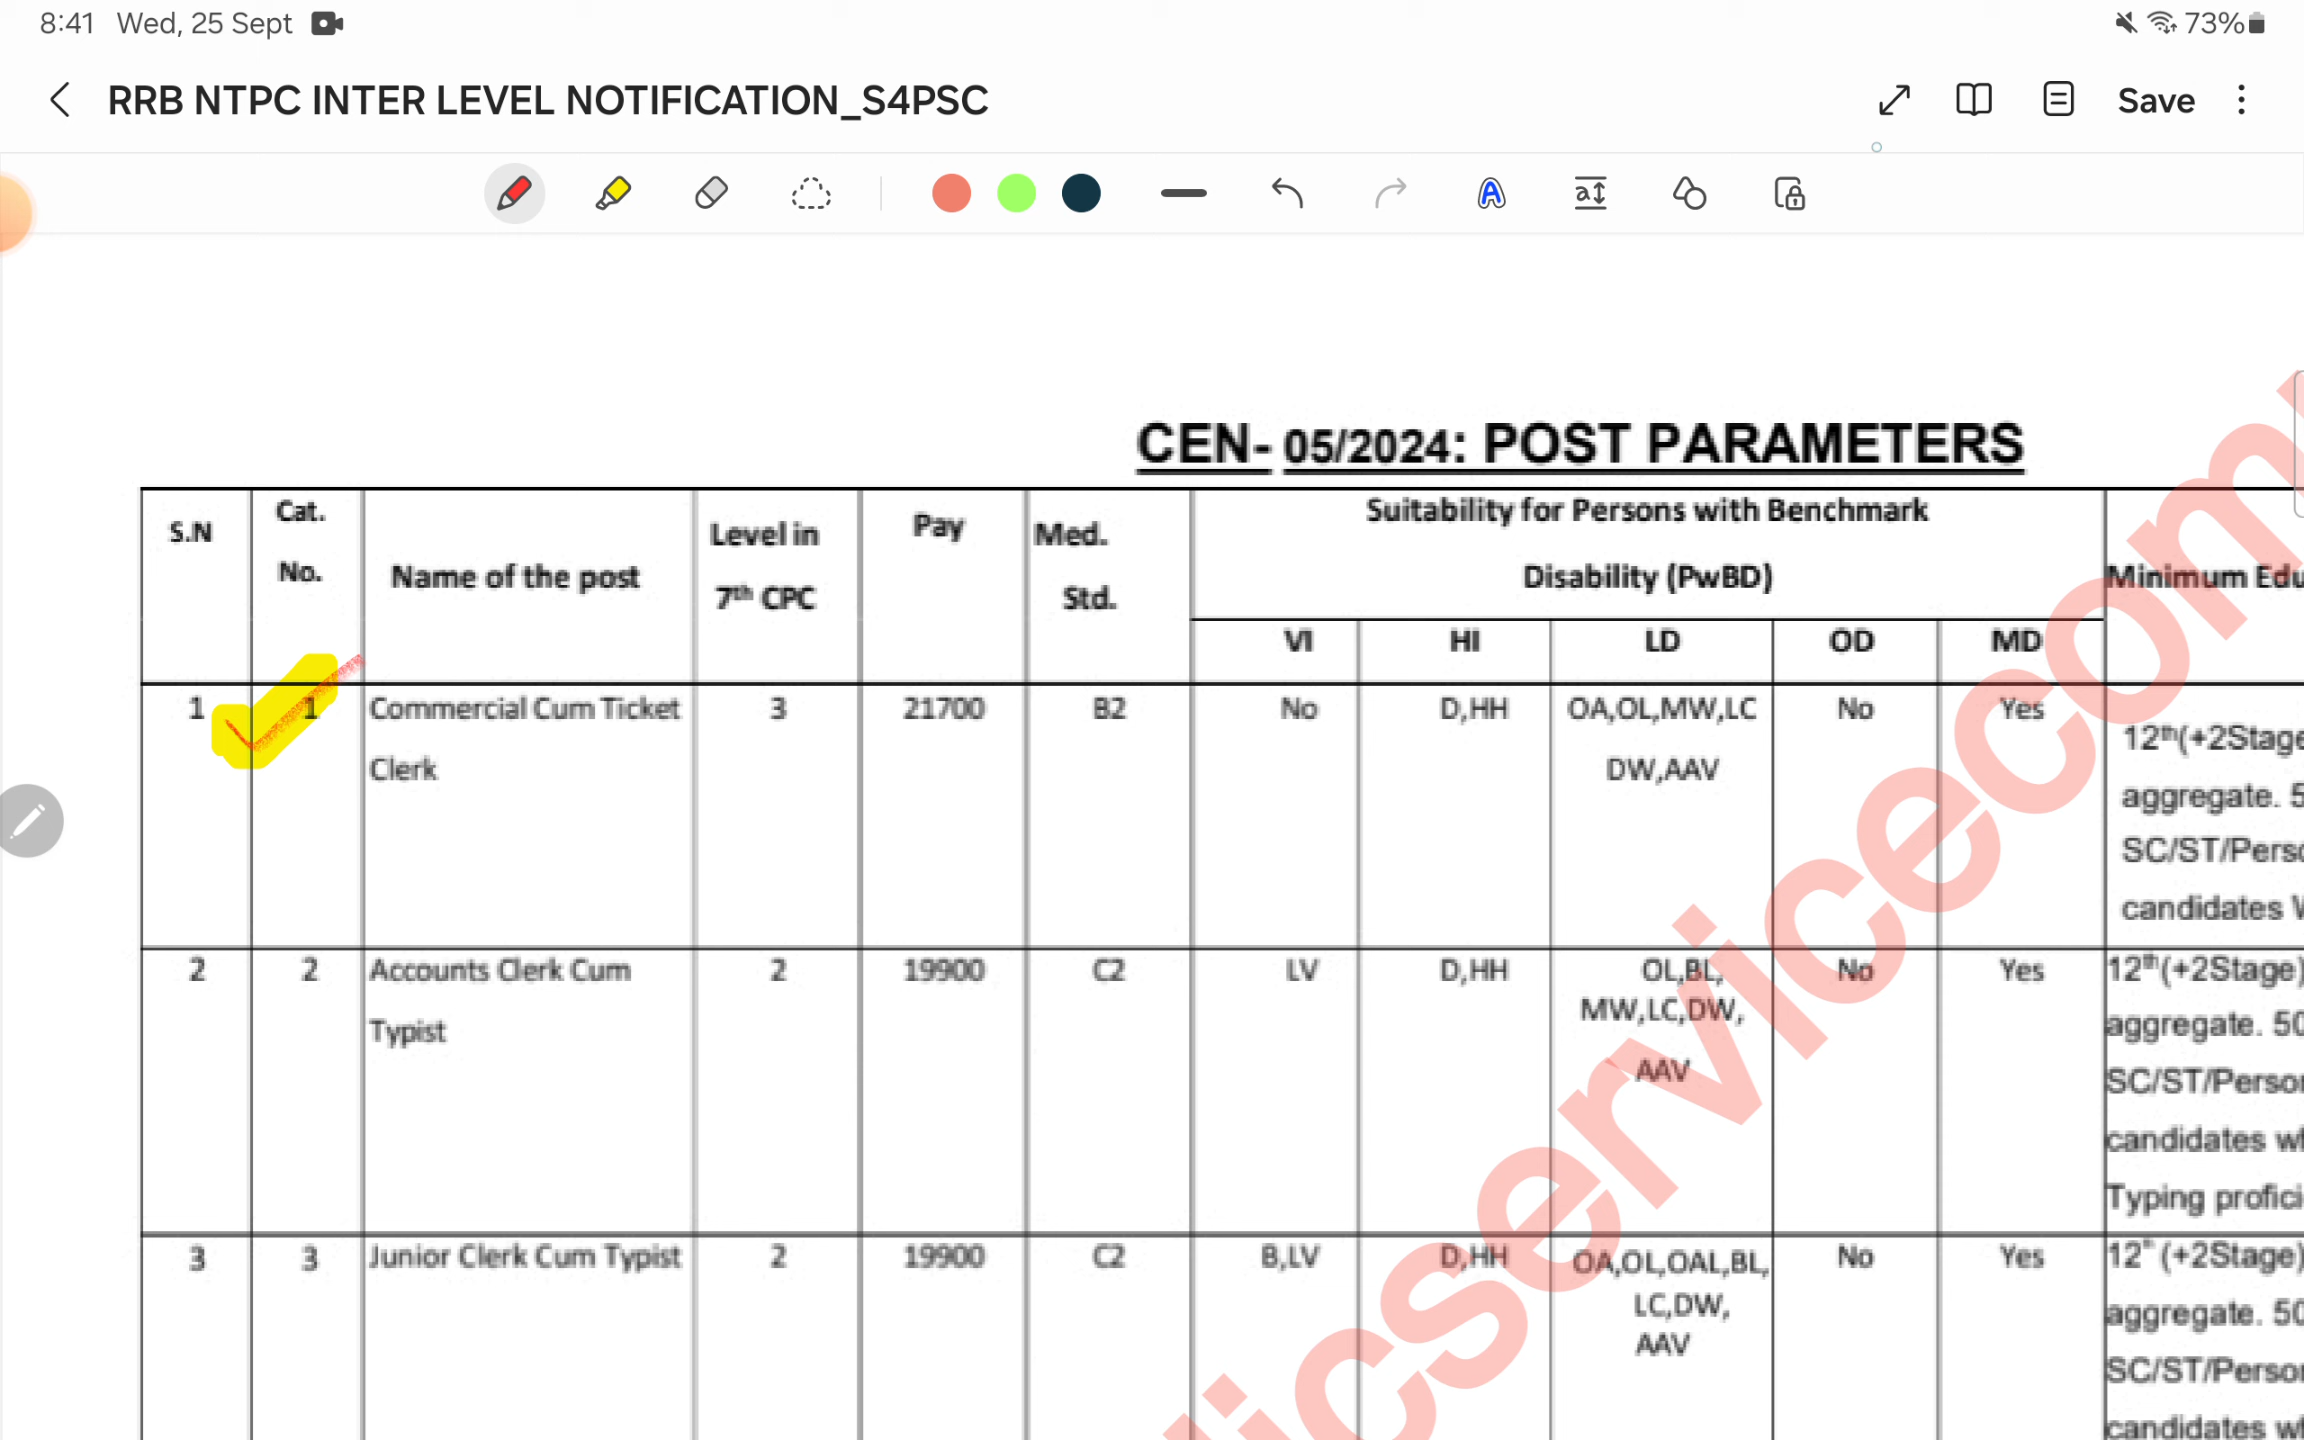 8:41 Wed, 25 Sept
73%
RRB NTPC INTER LEVEL NOTIFICATION_S4PSC
Save
CEN- 05/2024: POST PARAMETERS
S.N
Cat.
No.
Name of the post
Level in
7th CPC
Pay
Med.
Std.
Suitability for Persons with Benchmark
Disability (PwBD)
VI HI LD OD MD
Minimum Edu
1 1 Commercial Cum Ticket 3 21700 B2 No D,HH OA,OL,MW,LC No Yes
Clerk DW,AAV
12th(+2Stage
aggregate. 5
SC/ST/Perso
candidates W
2 2 Accounts Clerk Cum 2 19900 C2 LV D,HH OL,BL, No Yes 12th(+2Stage)
Typist MW,LC,DW, aggregate. 50
AAV SC/ST/Person
candidates wh
Typing profici
3 3 Junior Clerk Cum Typist 2 19900 C2 B,LV D,HH OA,OL,OAL,BL, No Yes 12 (+2Stage)
LC,DW, aggregate. 50
AAV SC/ST/Person
candidates wh
licservicecom